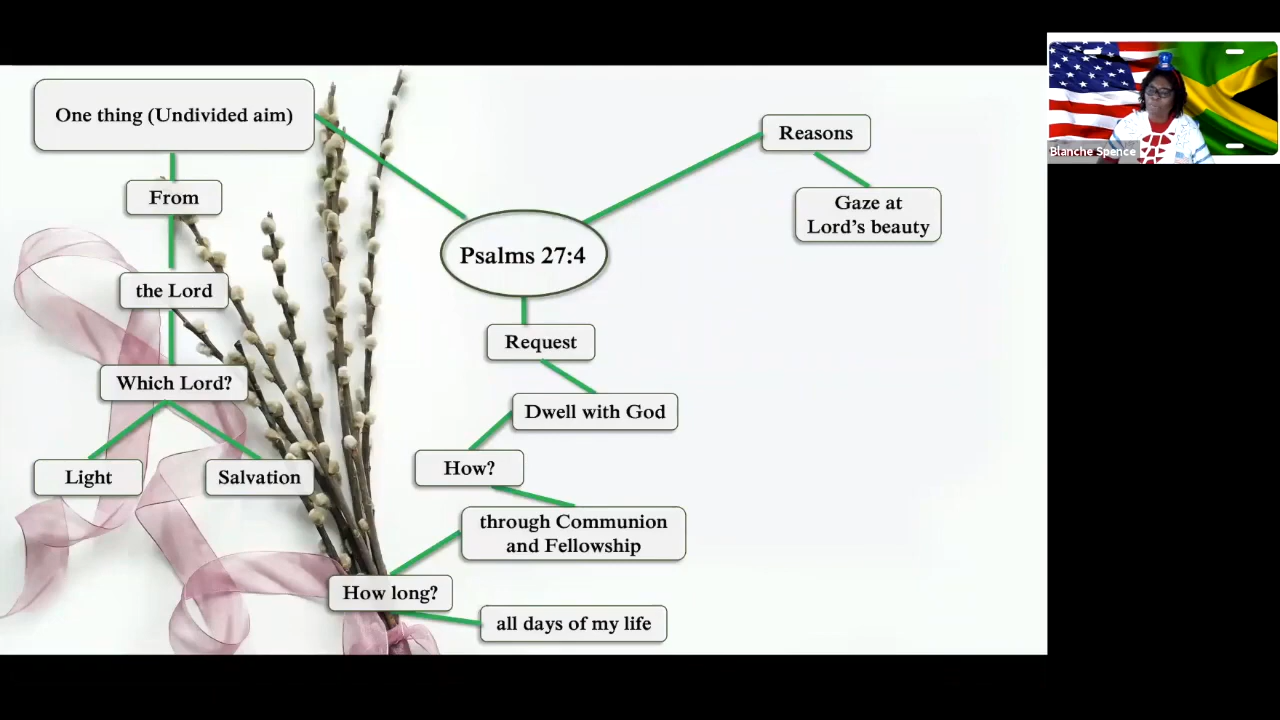 One thing (Undivided aim)
From
the Lord
Which Lord?
Light
Salvation
Psalms 27:4
Request
Dwell with God
How?
through Communion
and Fellowship
How long?
all days of my life
Reasons
Gaze at
Lord's beauty
Blanche Spence